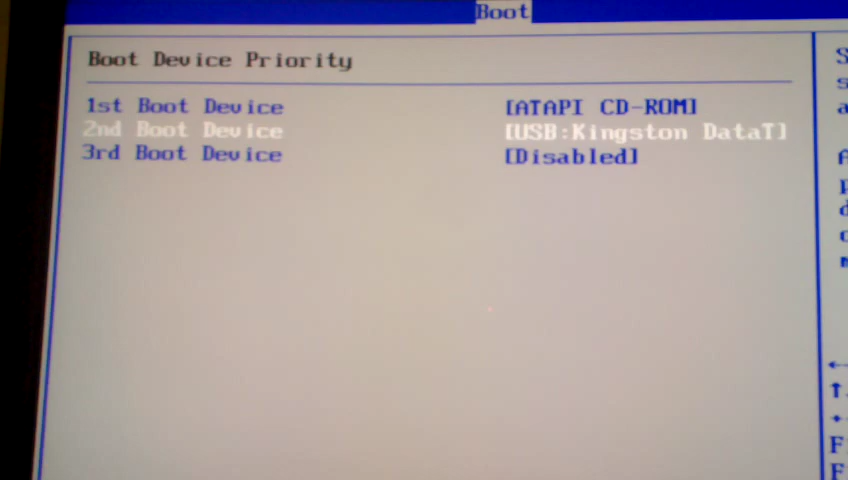 Boot
Boot Device Priority
1st Boot Device [ATAPI CD-ROM]
2nd Boot Device [USB:Kingston DataT]
3rd Boot Device [Disabled]